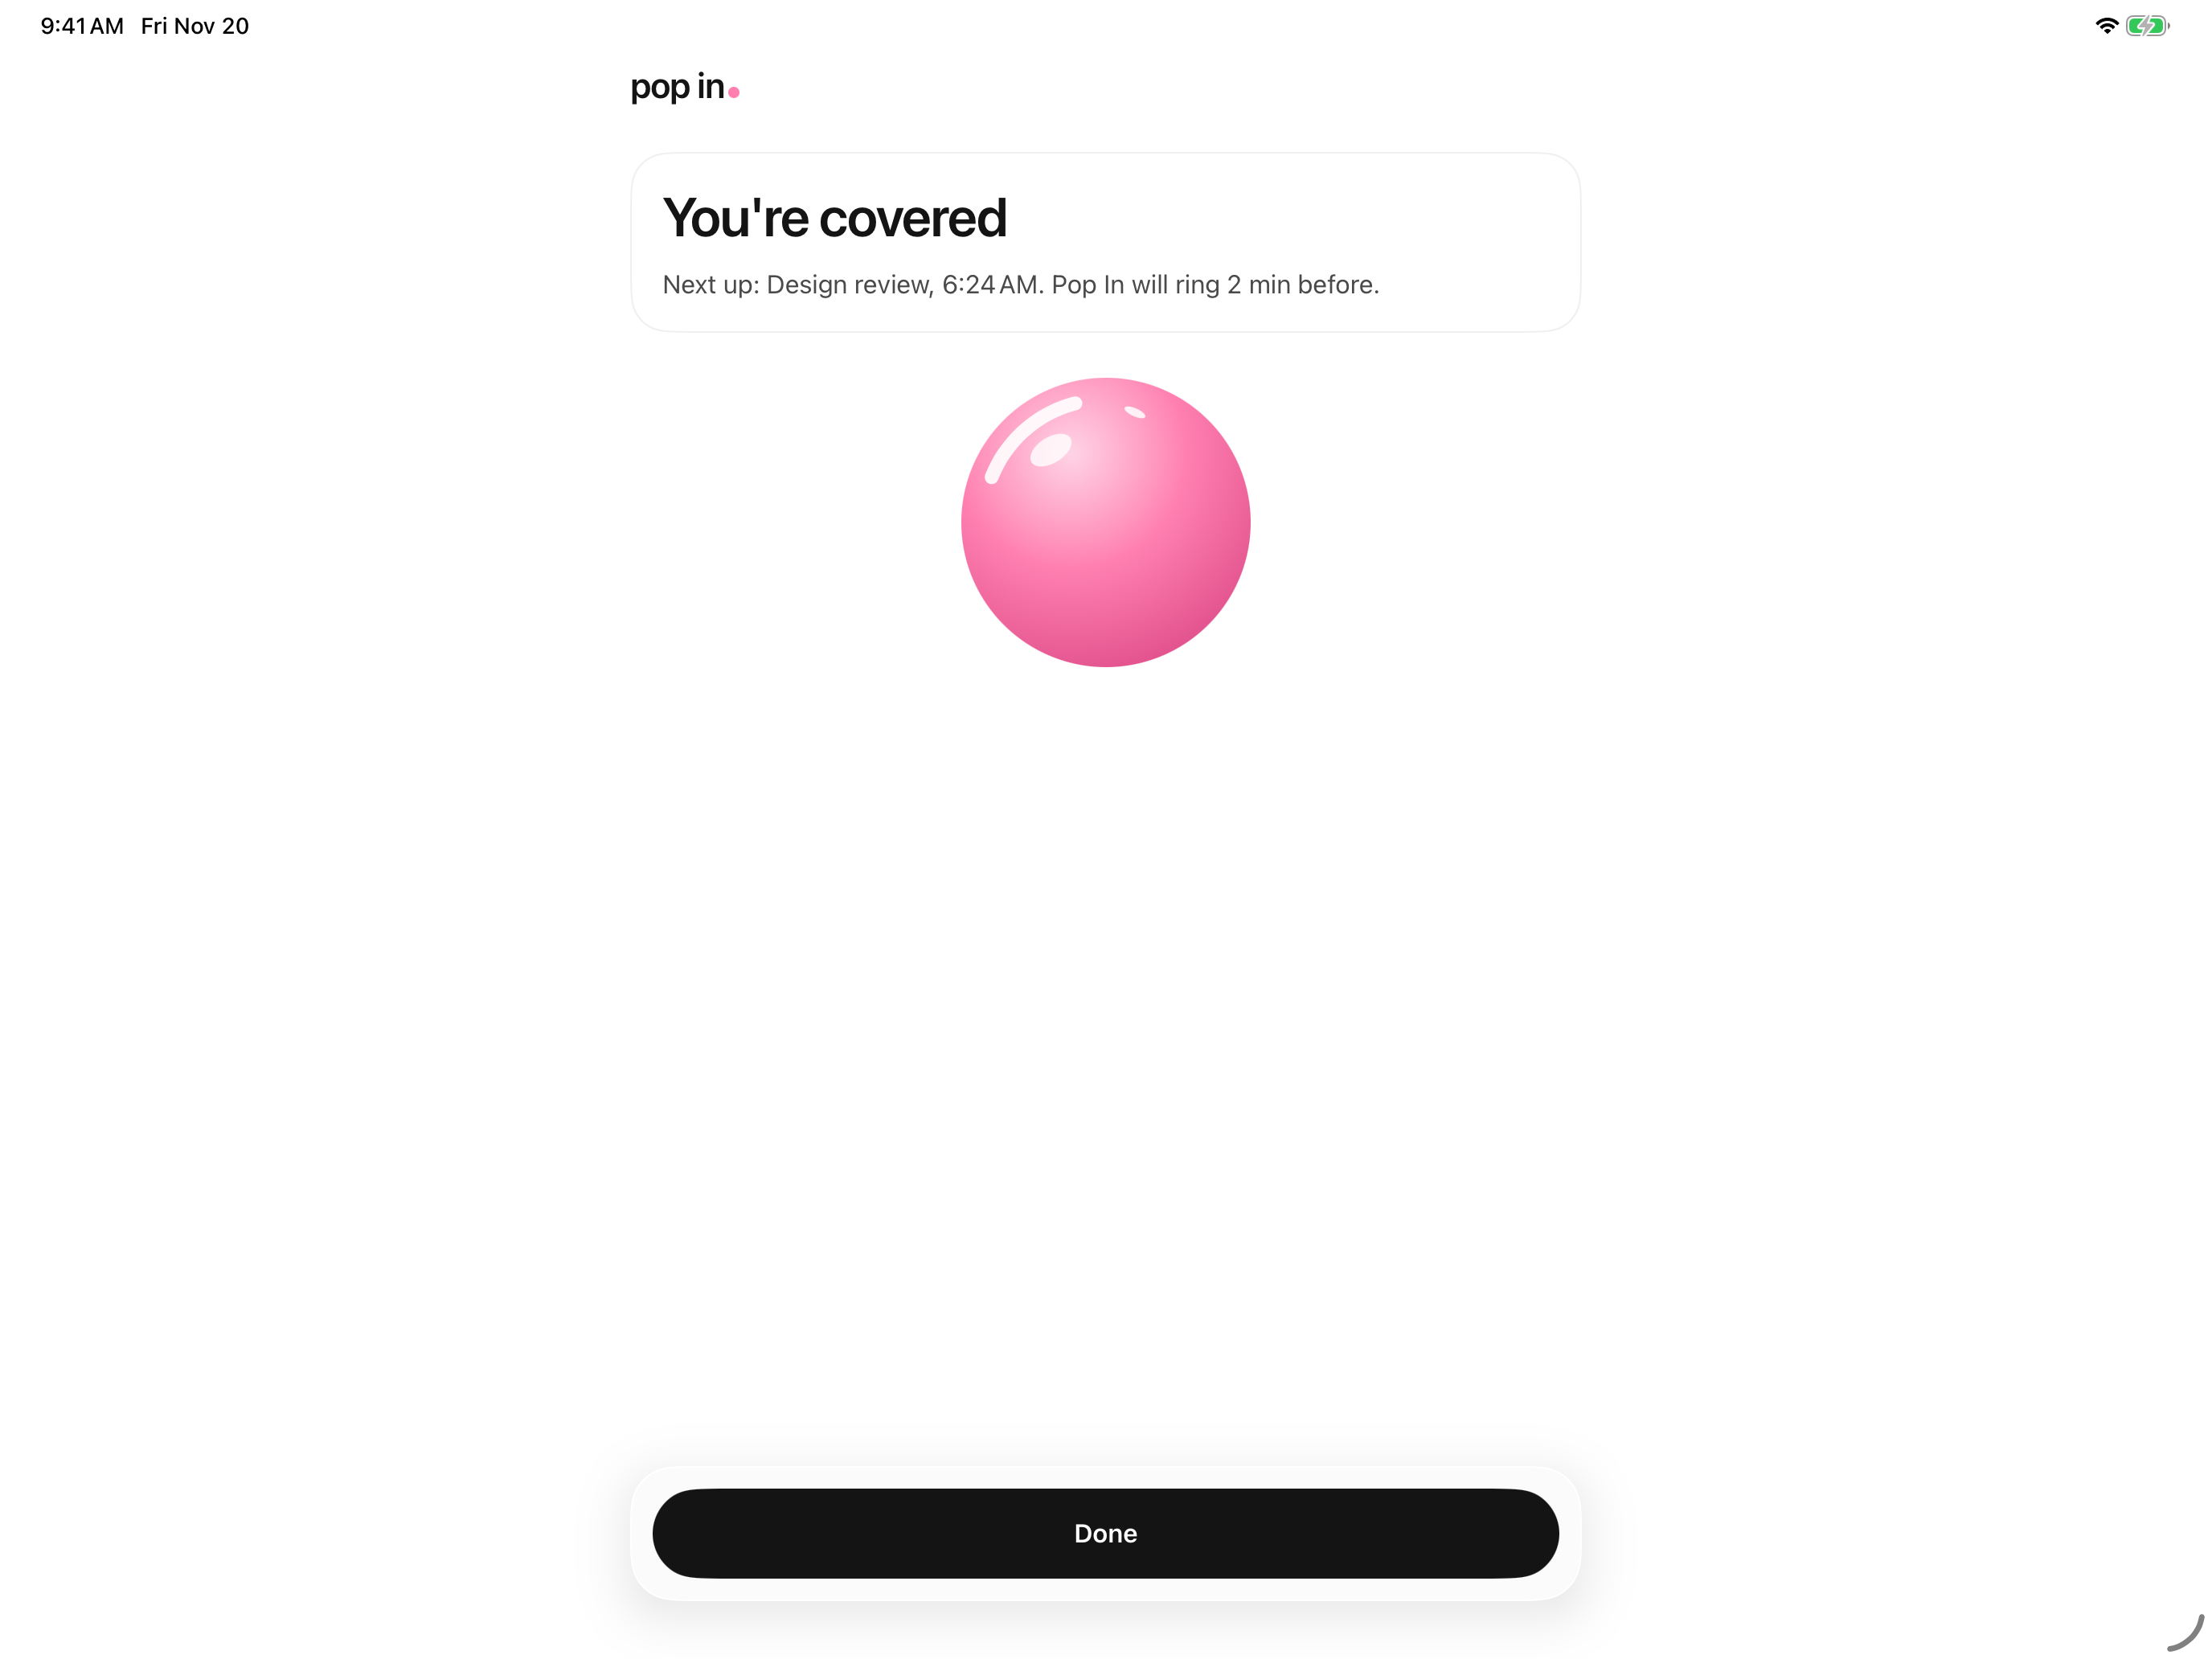 9:41 AM Fri Nov 20
pop in
You're covered
Next up: Design review, 6:24 AM. Pop In will ring 2 min before.
Done